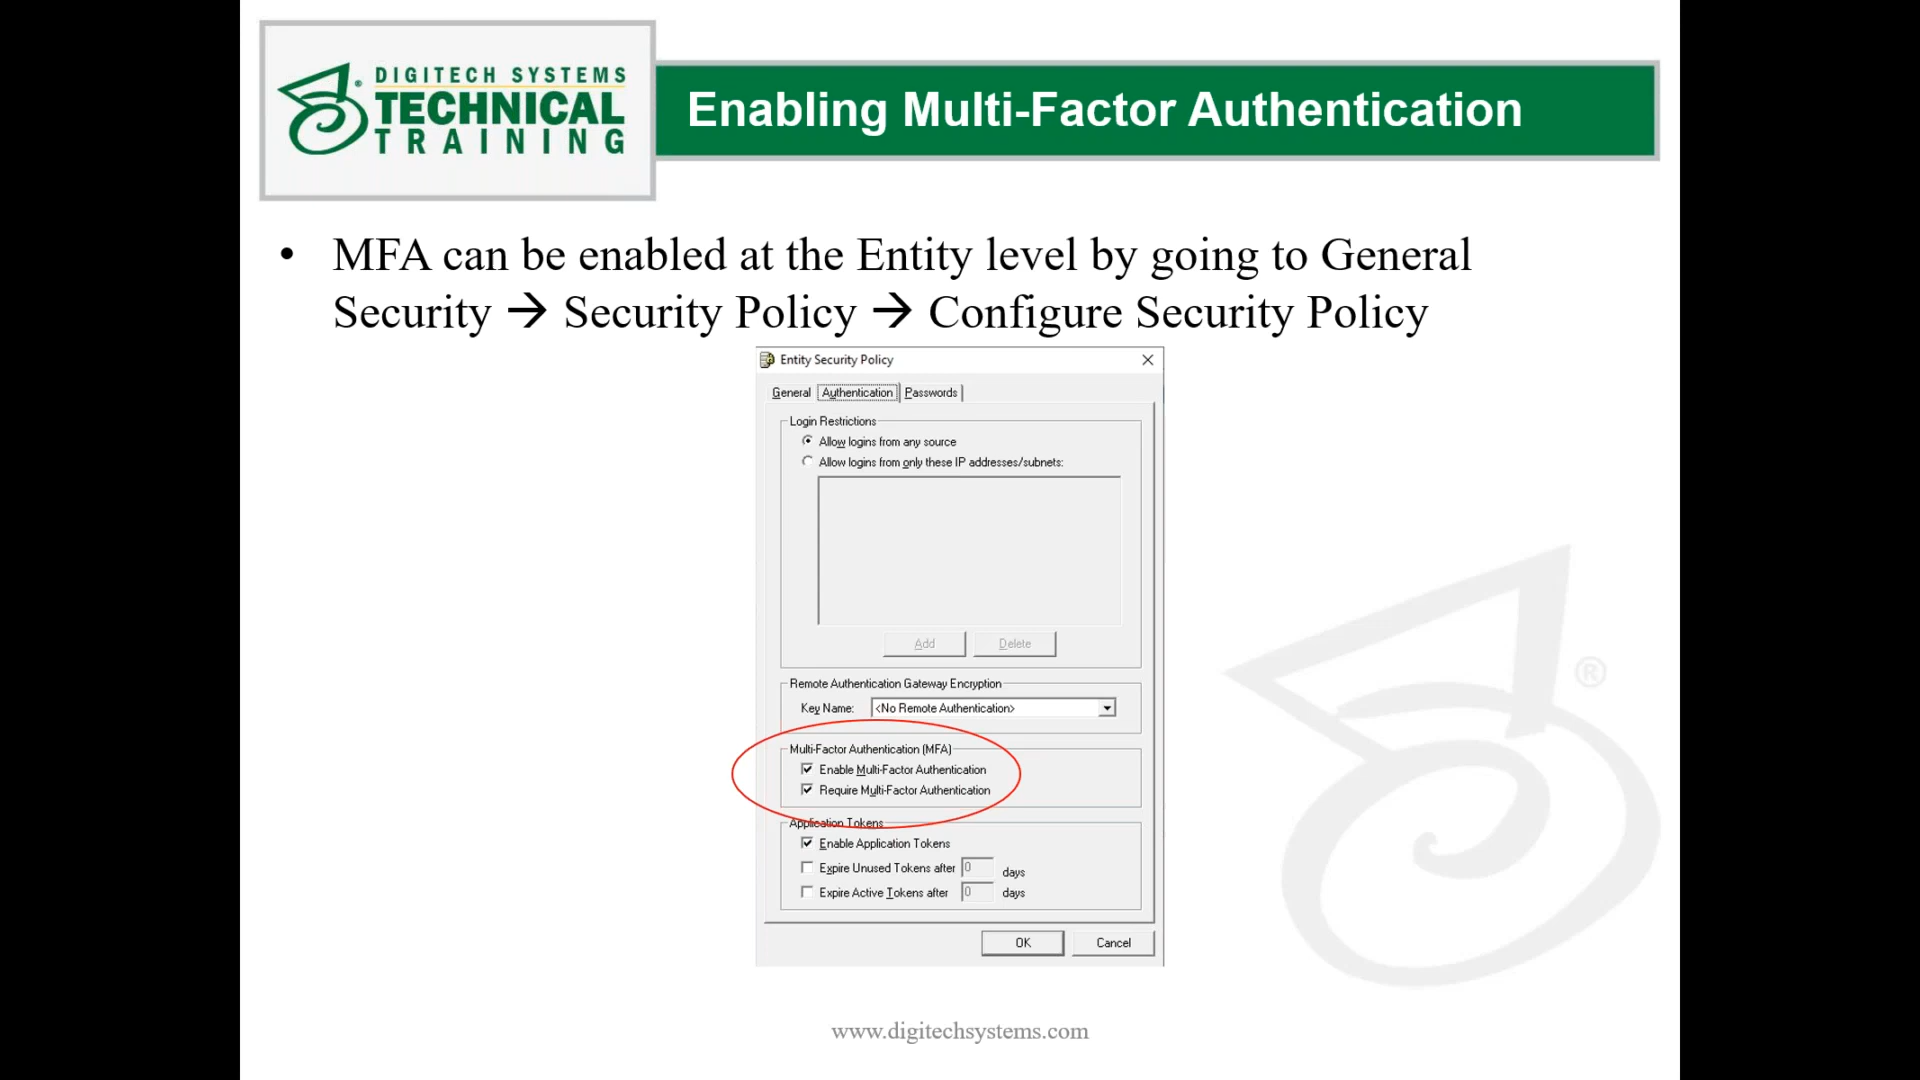 DIGITECH SYSTEMS
TECHNICAL
TRAINING
®
Enabling Multi-Factor Authentication
• MFA can be enabled at the Entity level by going to General
Security → Security Policy → Configure Security Policy
Entity Security Policy
General Authentication Passwords
Login Restrictions
Allow logins from any source
Allow logins from only these IP addresses/subnets:
Add Delete
Remote Authentication Gateway Encryption
Key Name: <No Remote Authentication>
Multi-Factor Authentication (MFA)
Enable Multi-Factor Authentication
Require Multi-Factor Authentication
Application Tokens
Enable Application Tokens
Expire Unused Tokens after 0 days
Expire Active Tokens after 0 days
OK Cancel
®
www.digitechsystems.com